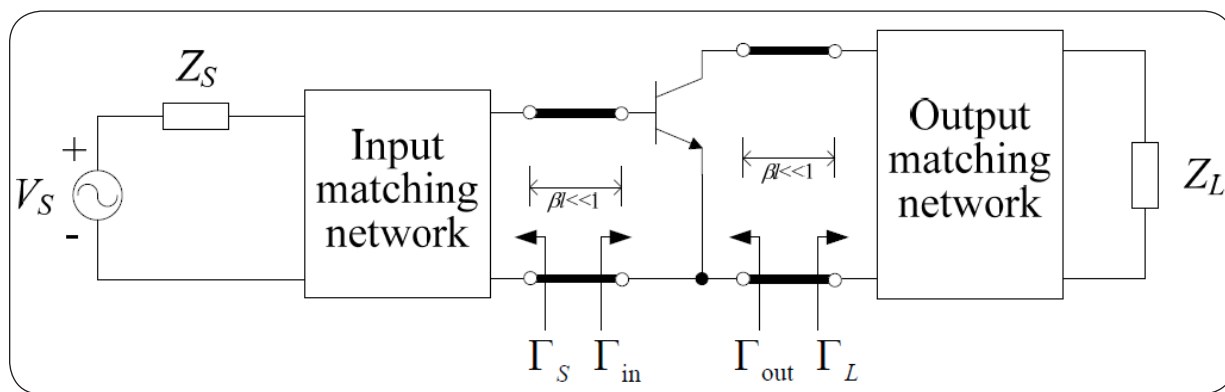 Z_S
+
V_S
-
Input
matching
network
βl<<1
βl<<1
Output
matching
network
Z_L
Γ_S
Γ_in
Γ_out
Γ_L